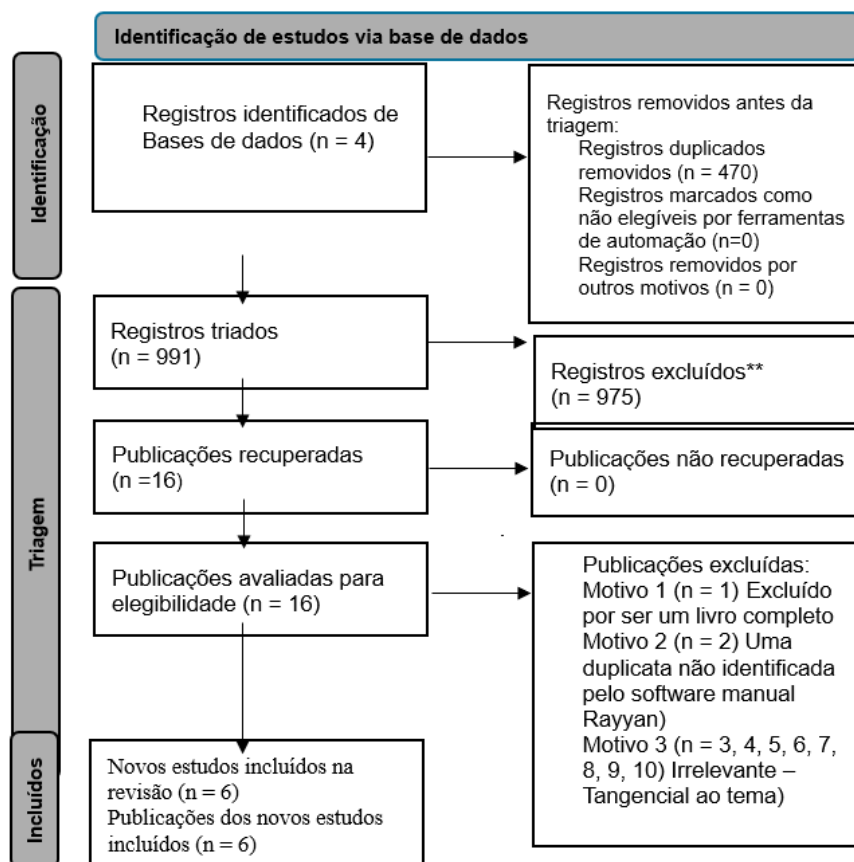 Identificação de estudos via base de dados
Identificação
Registros identificados de
Bases de dados (n = 4)
Registros removidos antes da
triagem:
Registros duplicados
removidos (n = 470)
Registros marcados como
não elegíveis por ferramentas
de automação (n=0)
Registros removidos por
outros motivos (n = 0)
Triagem
Registros triados
(n = 991)
Registros excluídos**
(n = 975)
Publicações recuperadas
(n =16)
Publicações não recuperadas
(n = 0)
Publicações avaliadas para
elegibilidade (n = 16)
Publicações excluídas:
Motivo 1 (n = 1) Excluído
por ser um livro completo
Motivo 2 (n = 2) Uma
duplicata não identificada
pelo software manual
Rayyan)
Motivo 3 (n = 3, 4, 5, 6, 7,
8, 9, 10) Irrelevante –
Tangencial ao tema)
Incluídos
Novos estudos incluídos na
revisão (n = 6)
Publicações dos novos estudos
incluídos (n = 6)